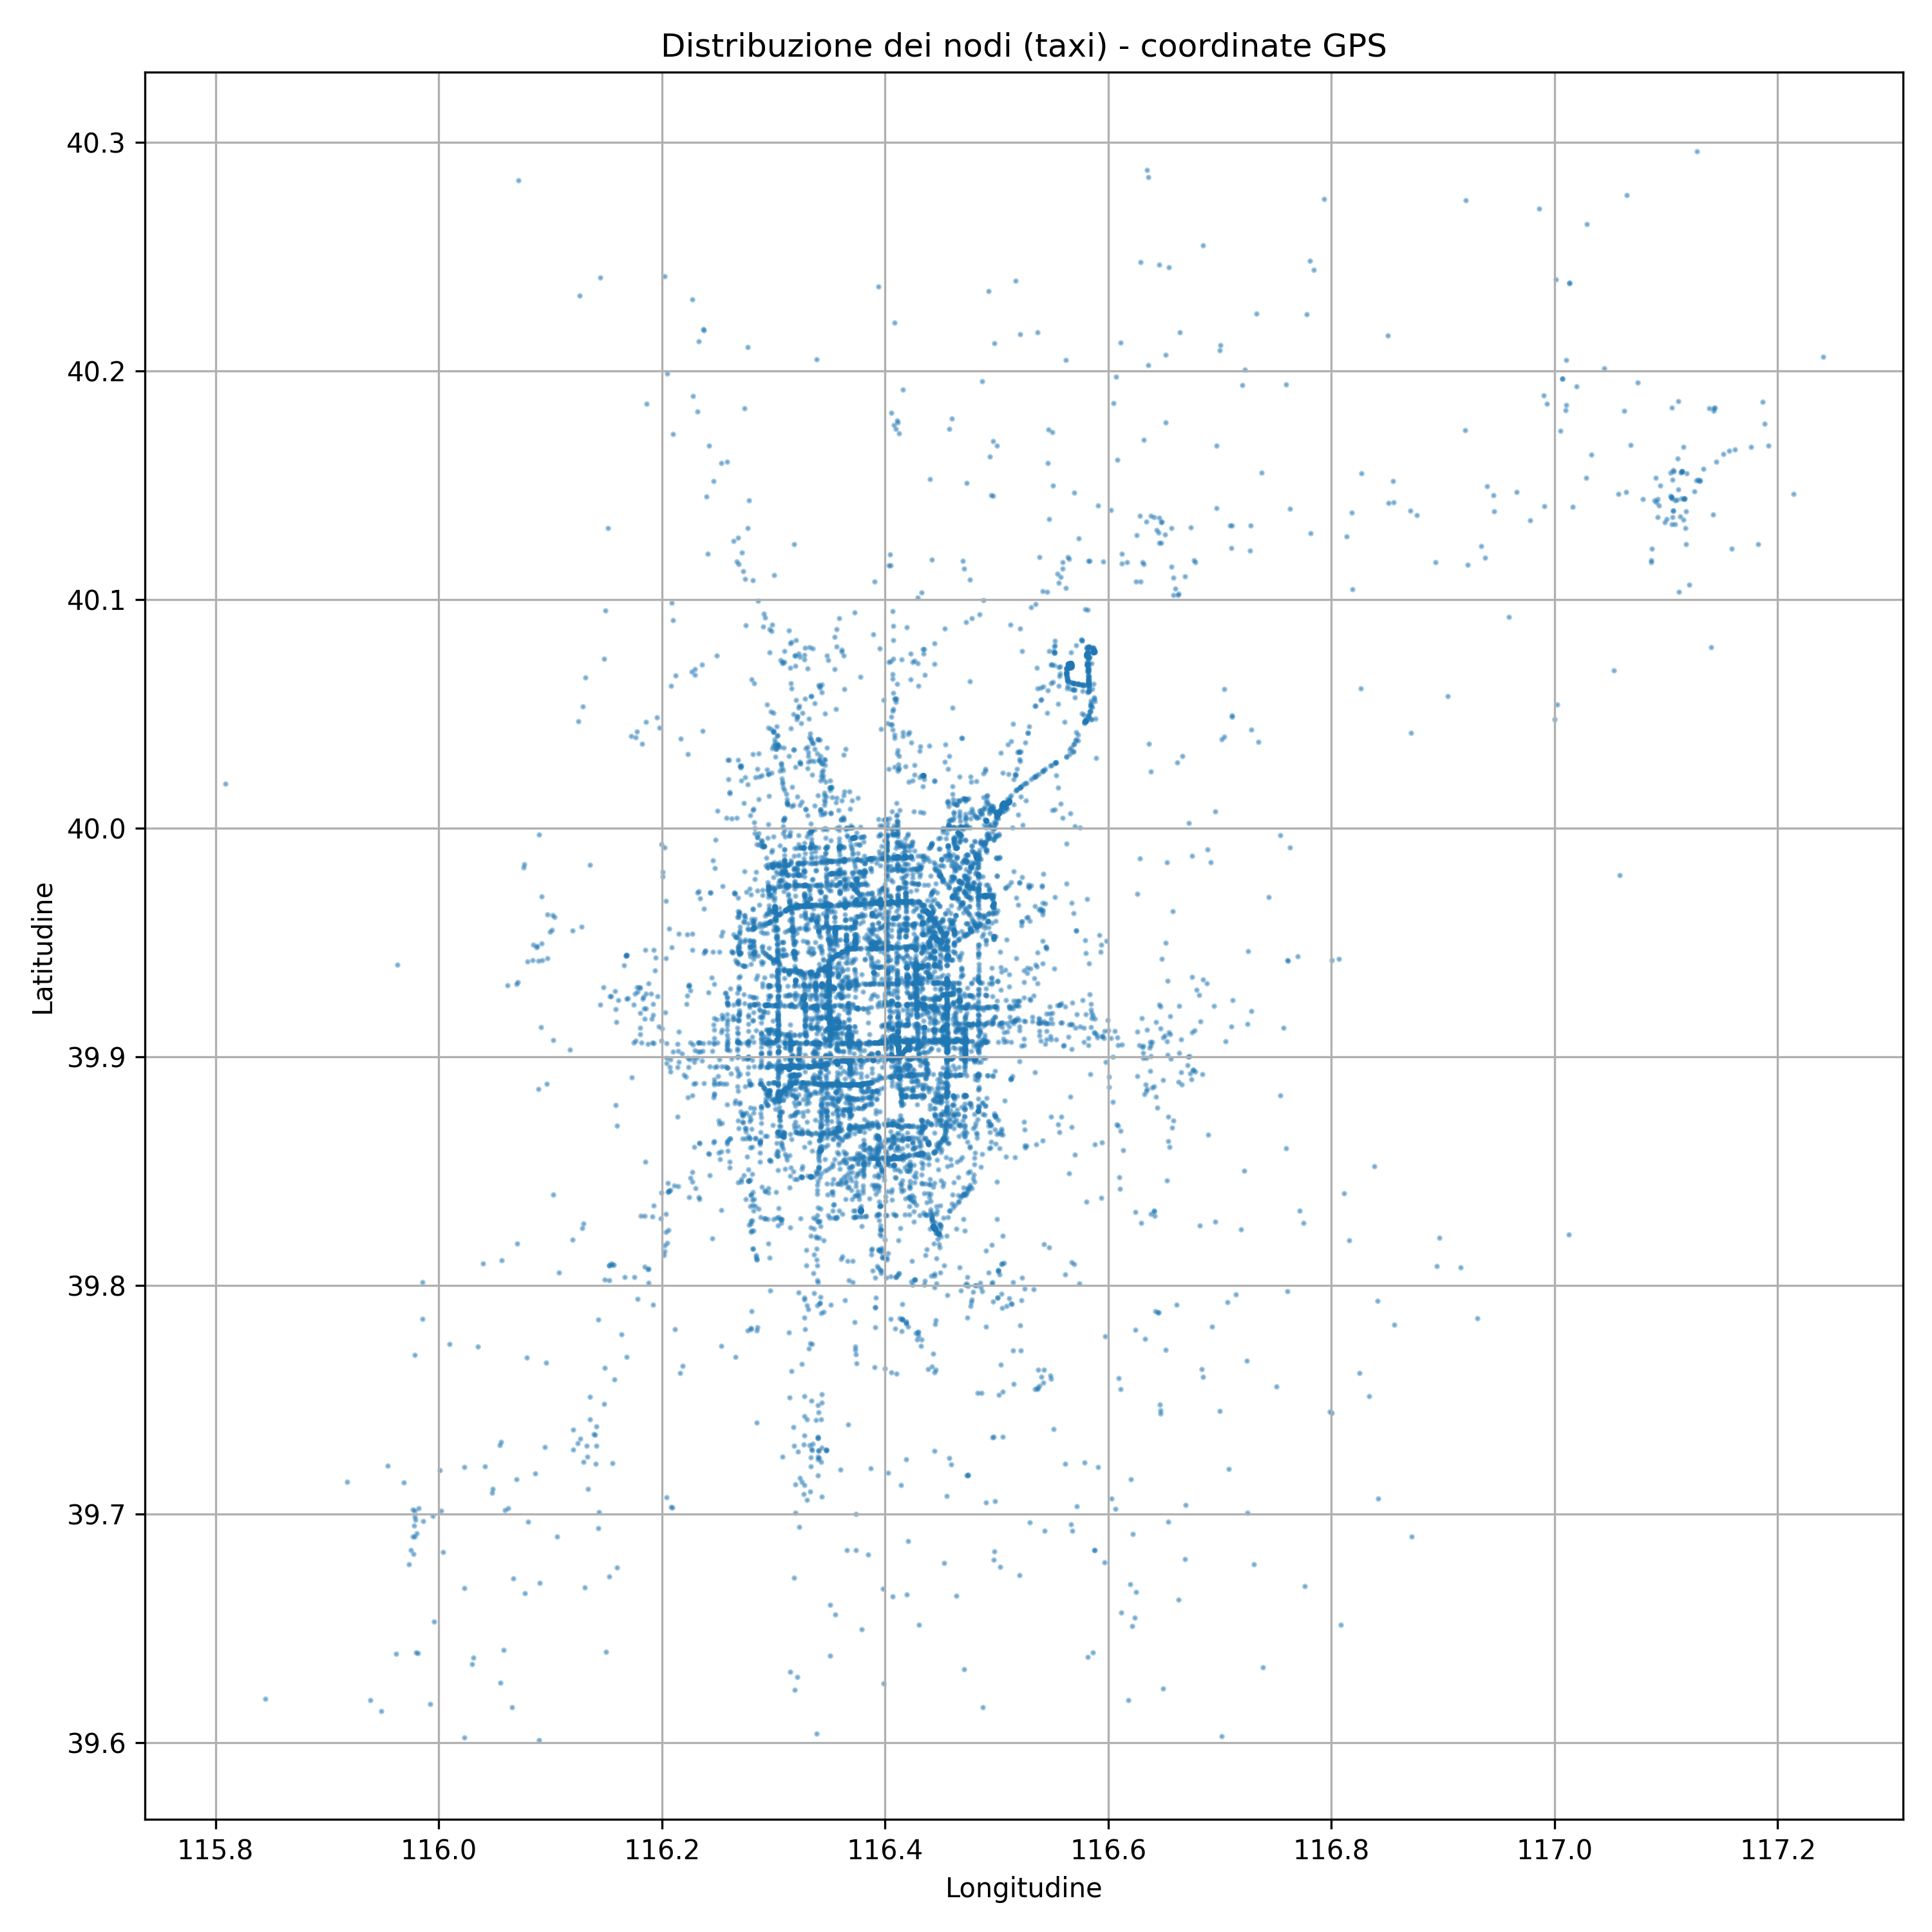 Distribuzione dei nodi (taxi) - coordinate GPS
40.3
40.2
40.1
40.0
39.9
39.8
39.7
39.6
Latitudine
115.8 116.0 116.2 116.4 116.6 116.8 117.0 117.2
Longitudine